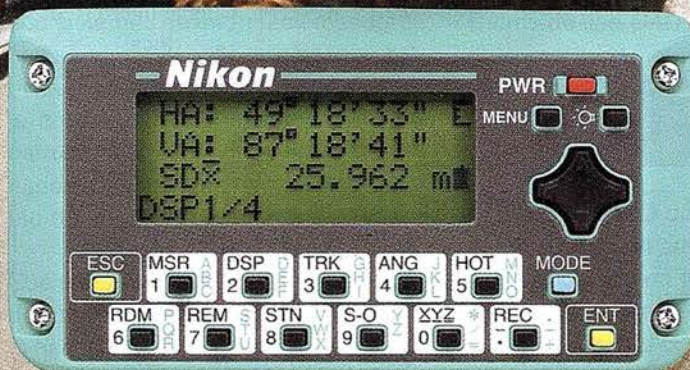 Nikon
PWR
HA: 49°18'33" E
MENU
VA: 87°18'41"
SDx̅ 25.962 m
DSP1/4
ESC MSR 1 ABC DSP 2 DEF TRK 3 GHI ANG 4 JKL HOT 5 MNO MODE
RDM 6 PQR REM 7 STU STN 8 VWX S-O 9 YZ XYZ 0 */= REC -. .-+ ENT